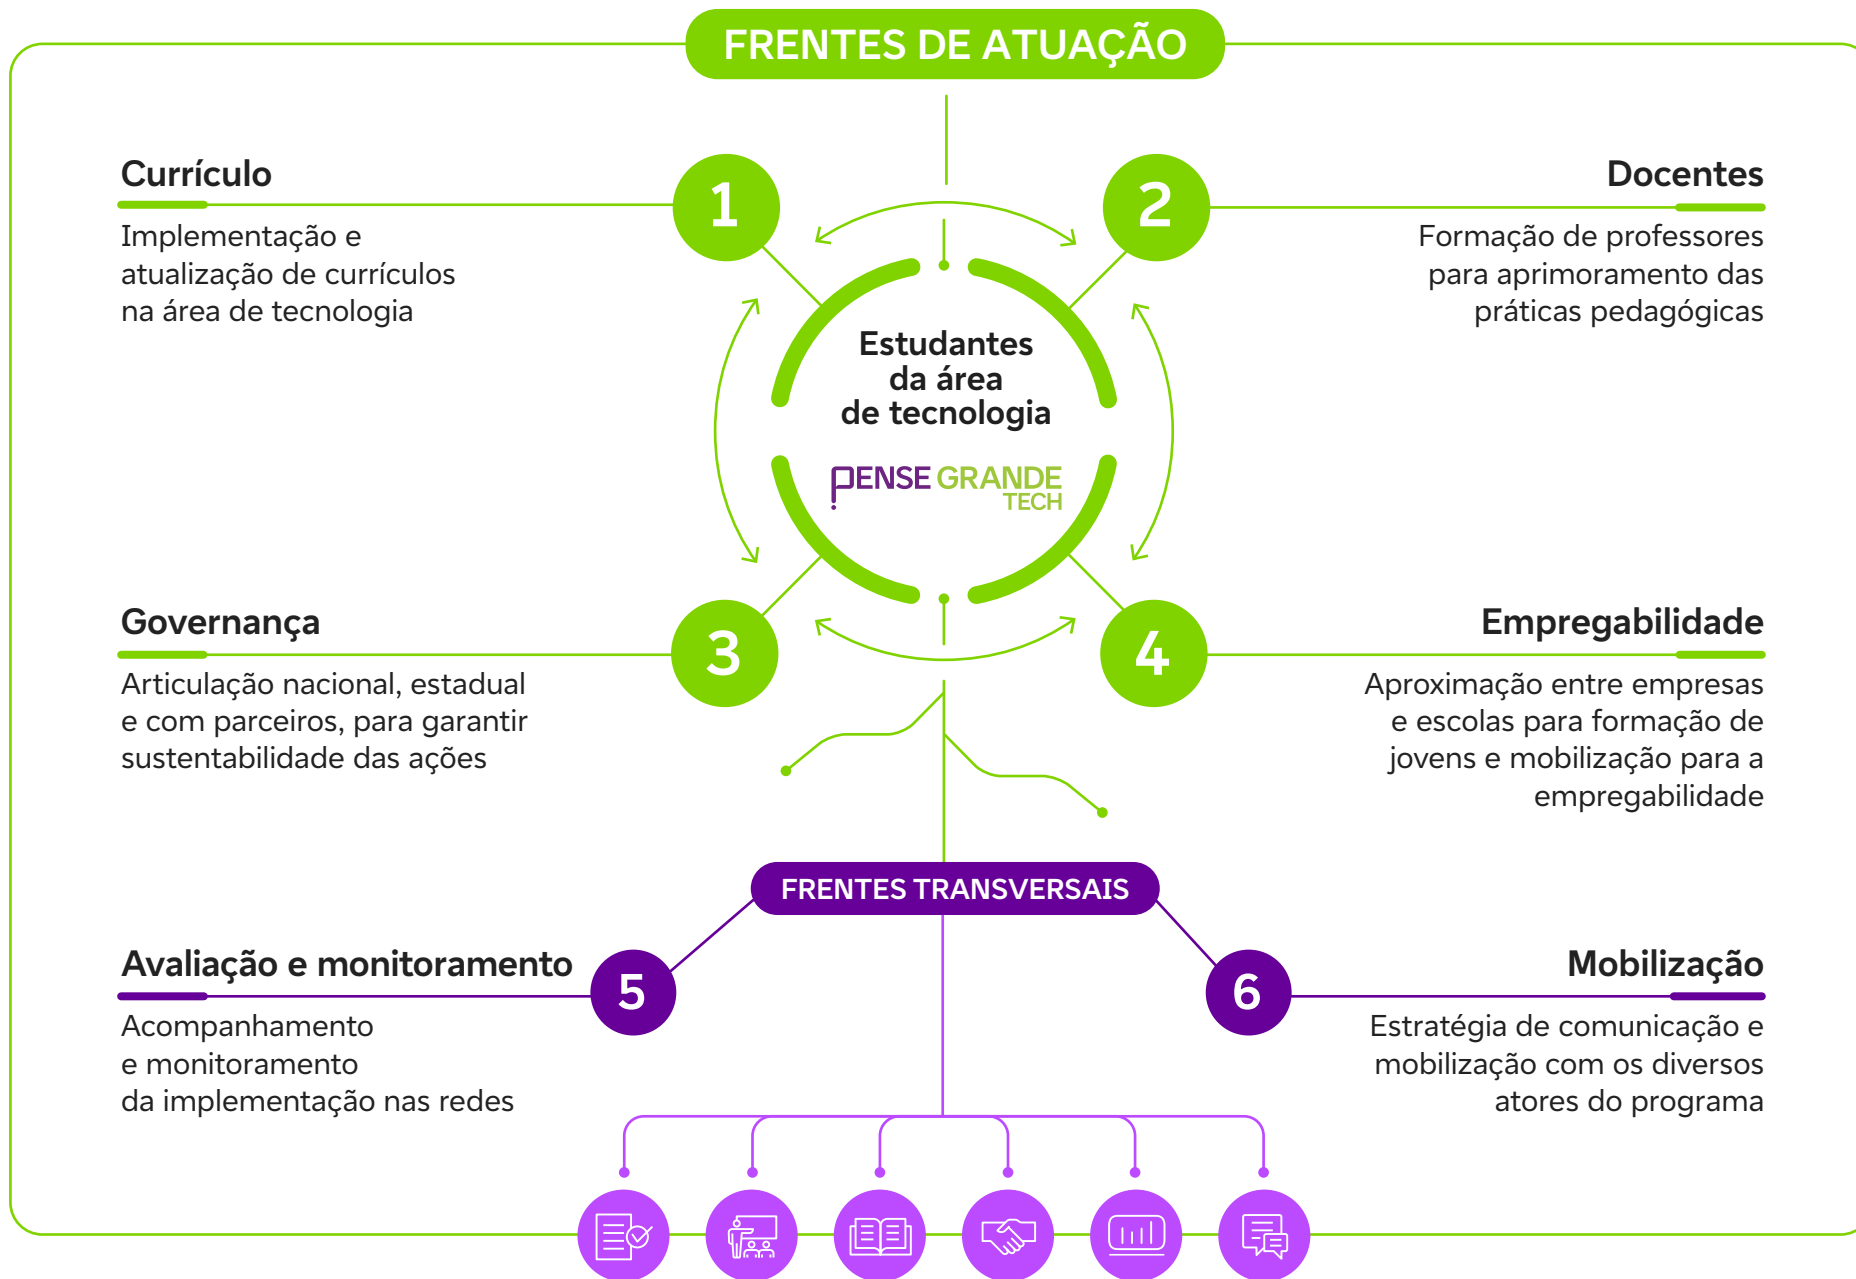 FRENTES DE ATUAÇÃO
Currículo
1
Implementação e
atualização de currículos
na área de tecnologia
2
Docentes
Formação de professores
para aprimoramento das
práticas pedagógicas
Estudantes
da área
de tecnologia
PENSE GRANDE
TECH
Governança
3
Articulação nacional, estadual
e com parceiros, para garantir
sustentabilidade das ações
4
Empregabilidade
Aproximação entre empresas
e escolas para formação de
jovens e mobilização para a
empregabilidade
FRENTES TRANSVERSAIS
Avaliação e monitoramento
5
Acompanhamento
e monitoramento
da implementação nas redes
6
Mobilização
Estratégia de comunicação e
mobilização com os diversos
atores do programa